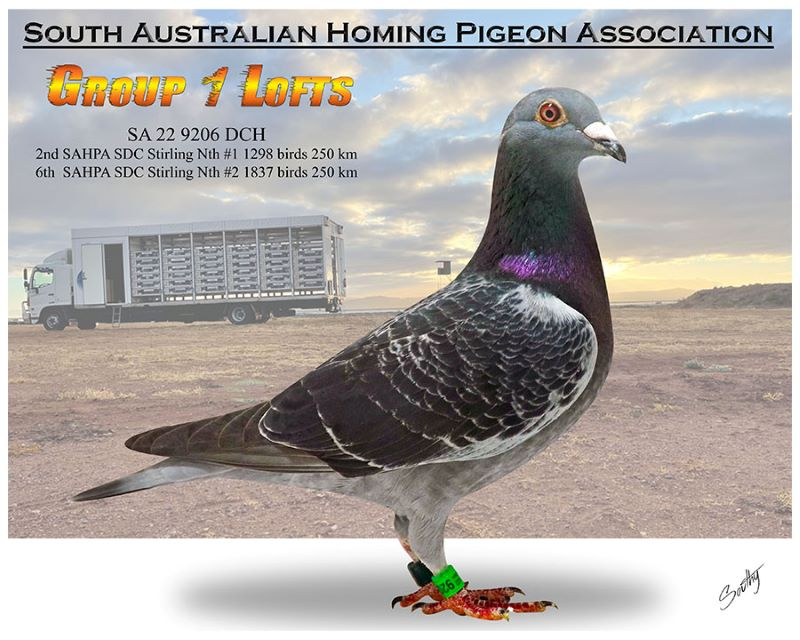 South Australian Homing Pigeon Association
Group 1 Lofts
SA 22 9206 DCH
2nd SAHPA SDC Stirling Nth #1 1298 birds 250 km
6th SAHPA SDC Stirling Nth #2 1837 birds 250 km
Southy